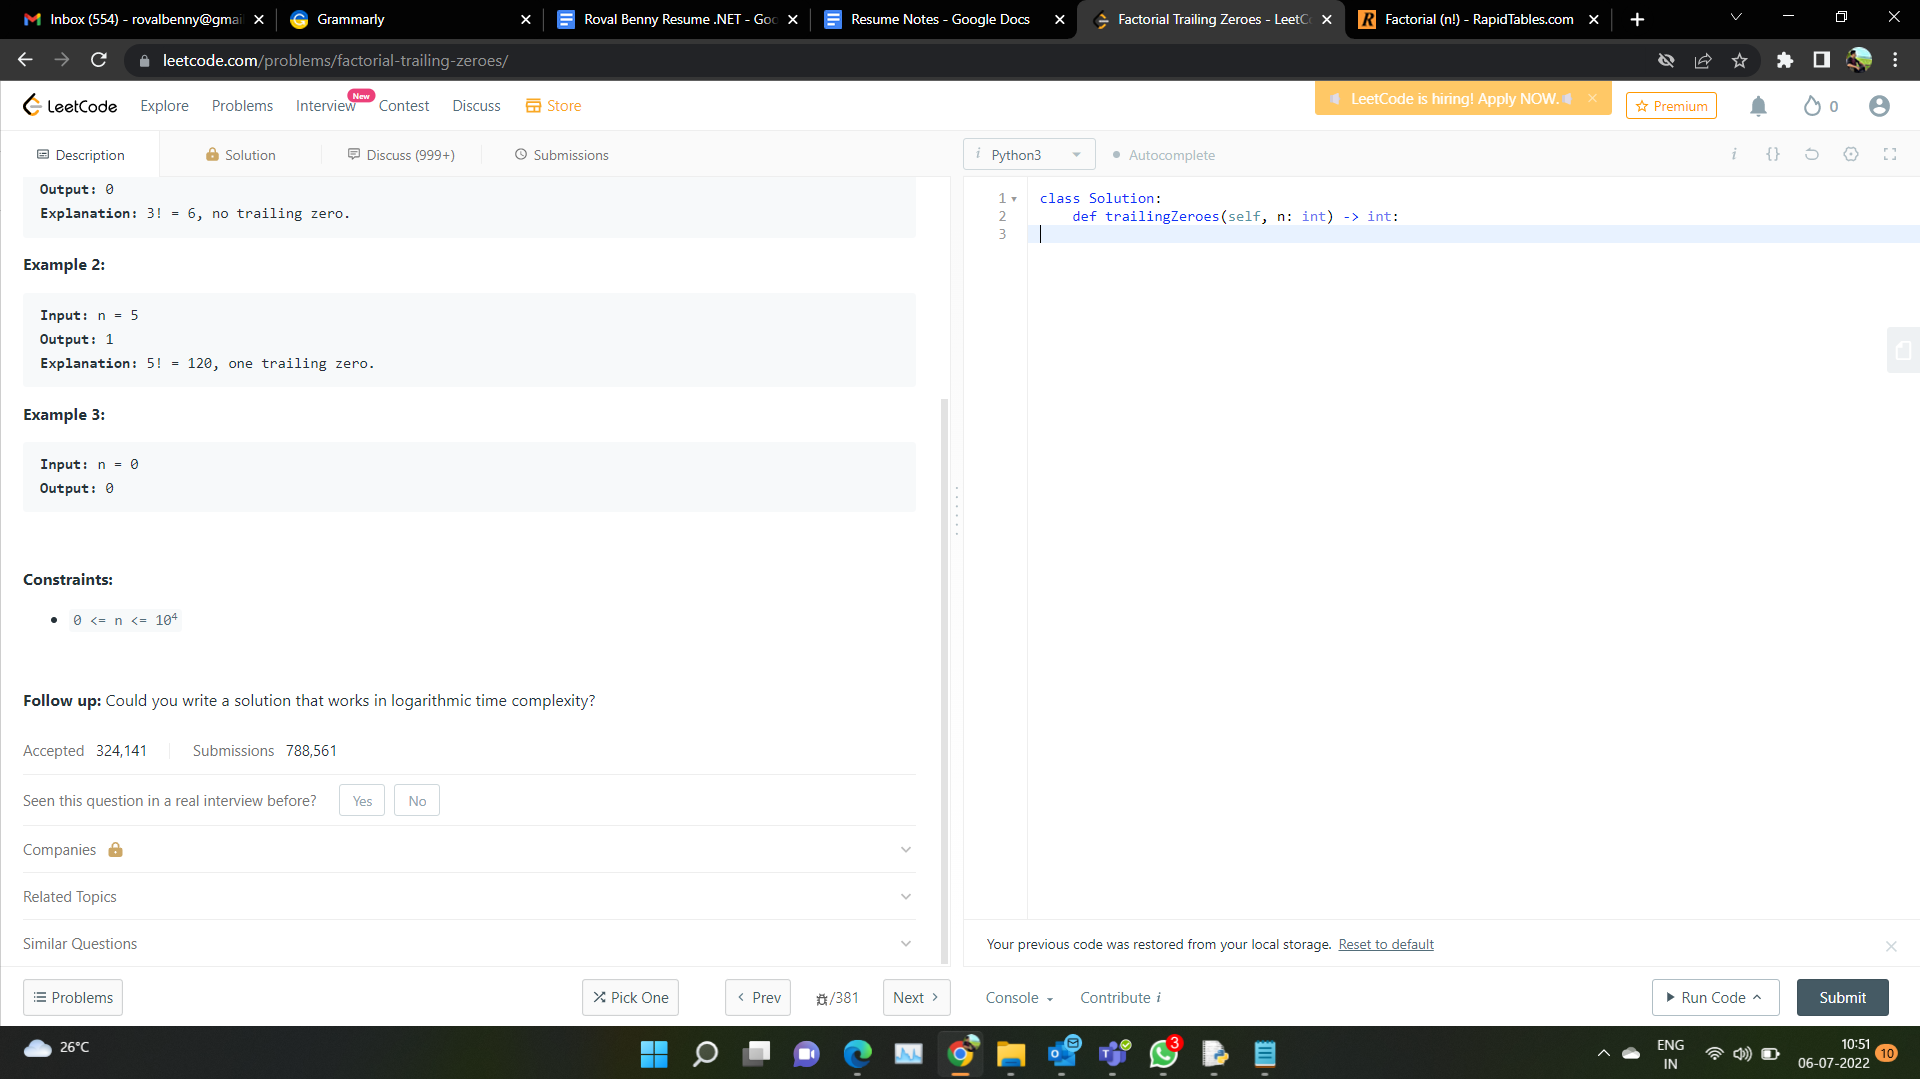 Inbox (554) - rovalbenny@gmai
Grammarly
Roval Benny Resume .NET - Goo
Resume Notes - Google Docs
Factorial Trailing Zeroes - LeetCo
Factorial (n!) - RapidTables.com
leetcode.com/problems/factorial-trailing-zeroes/
LeetCode
Explore
Problems
Interview
New
Contest
Discuss
Store
LeetCode is hiring! Apply NOW.
Premium
0
Description
Solution
Discuss (999+)
Submissions
Python3
Autocomplete
Output: 0
Explanation: 3! = 6, no trailing zero.
Example 2:
Input: n = 5
Output: 1
Explanation: 5! = 120, one trailing zero.
Example 3:
Input: n = 0
Output: 0
Constraints:
0 <= n <= 10⁴
Follow up: Could you write a solution that works in logarithmic time complexity?
Accepted 324,141 Submissions 788,561
Seen this question in a real interview before? Yes No
Companies
Related Topics
Similar Questions
1 class Solution:
2 def trailingZeroes(self, n: int) -> int:
3
Your previous code was restored from your local storage. Reset to default
Problems
Pick One
Prev
/381
Next
Console
Contribute i
Run Code
Submit
26°C
3
ENG
IN
10:51
06-07-2022
10